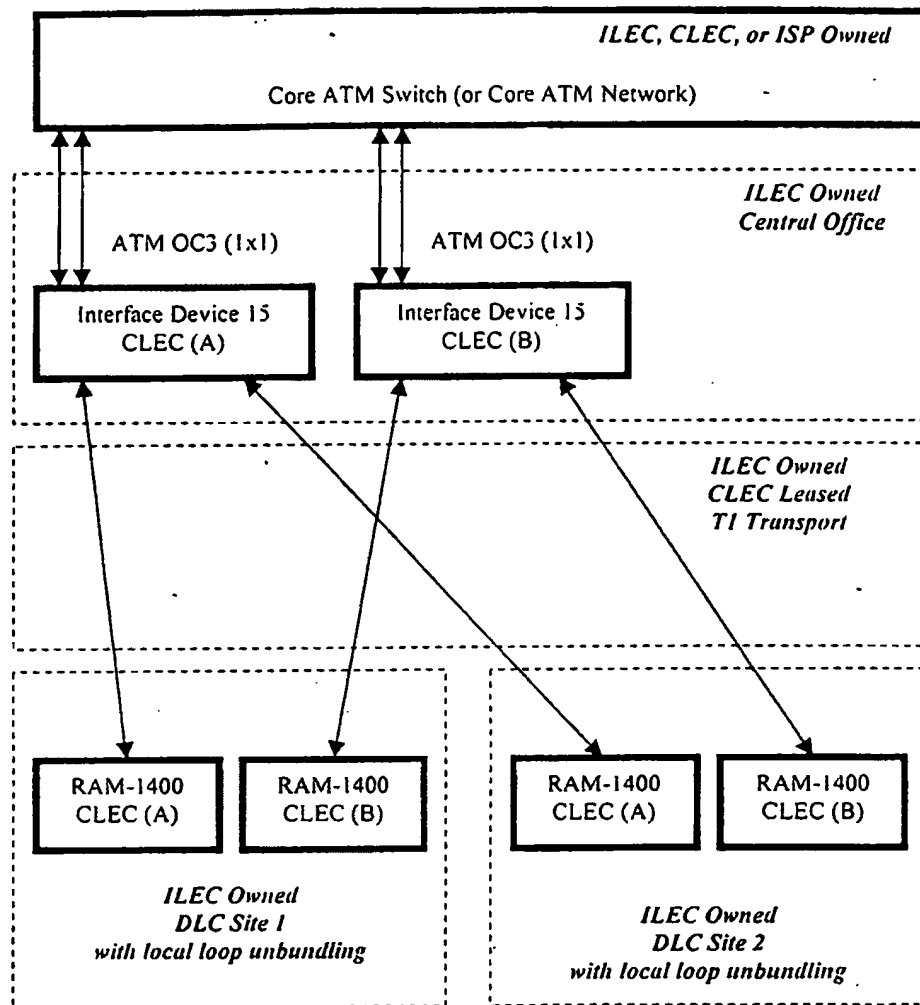 ILEC, CLEC, or ISP Owned
Core ATM Switch (or Core ATM Network)
ILEC Owned
Central Office
ATM OC3 (1x1)
ATM OC3 (1x1)
Interface Device 15
CLEC (A)
Interface Device 15
CLEC (B)
ILEC Owned
CLEC Leased
T1 Transport
RAM-1400
CLEC (A)
RAM-1400
CLEC (B)
RAM-1400
CLEC (A)
RAM-1400
CLEC (B)
ILEC Owned
DLC Site 1
with local loop unbundling
ILEC Owned
DLC Site 2
with local loop unbundling